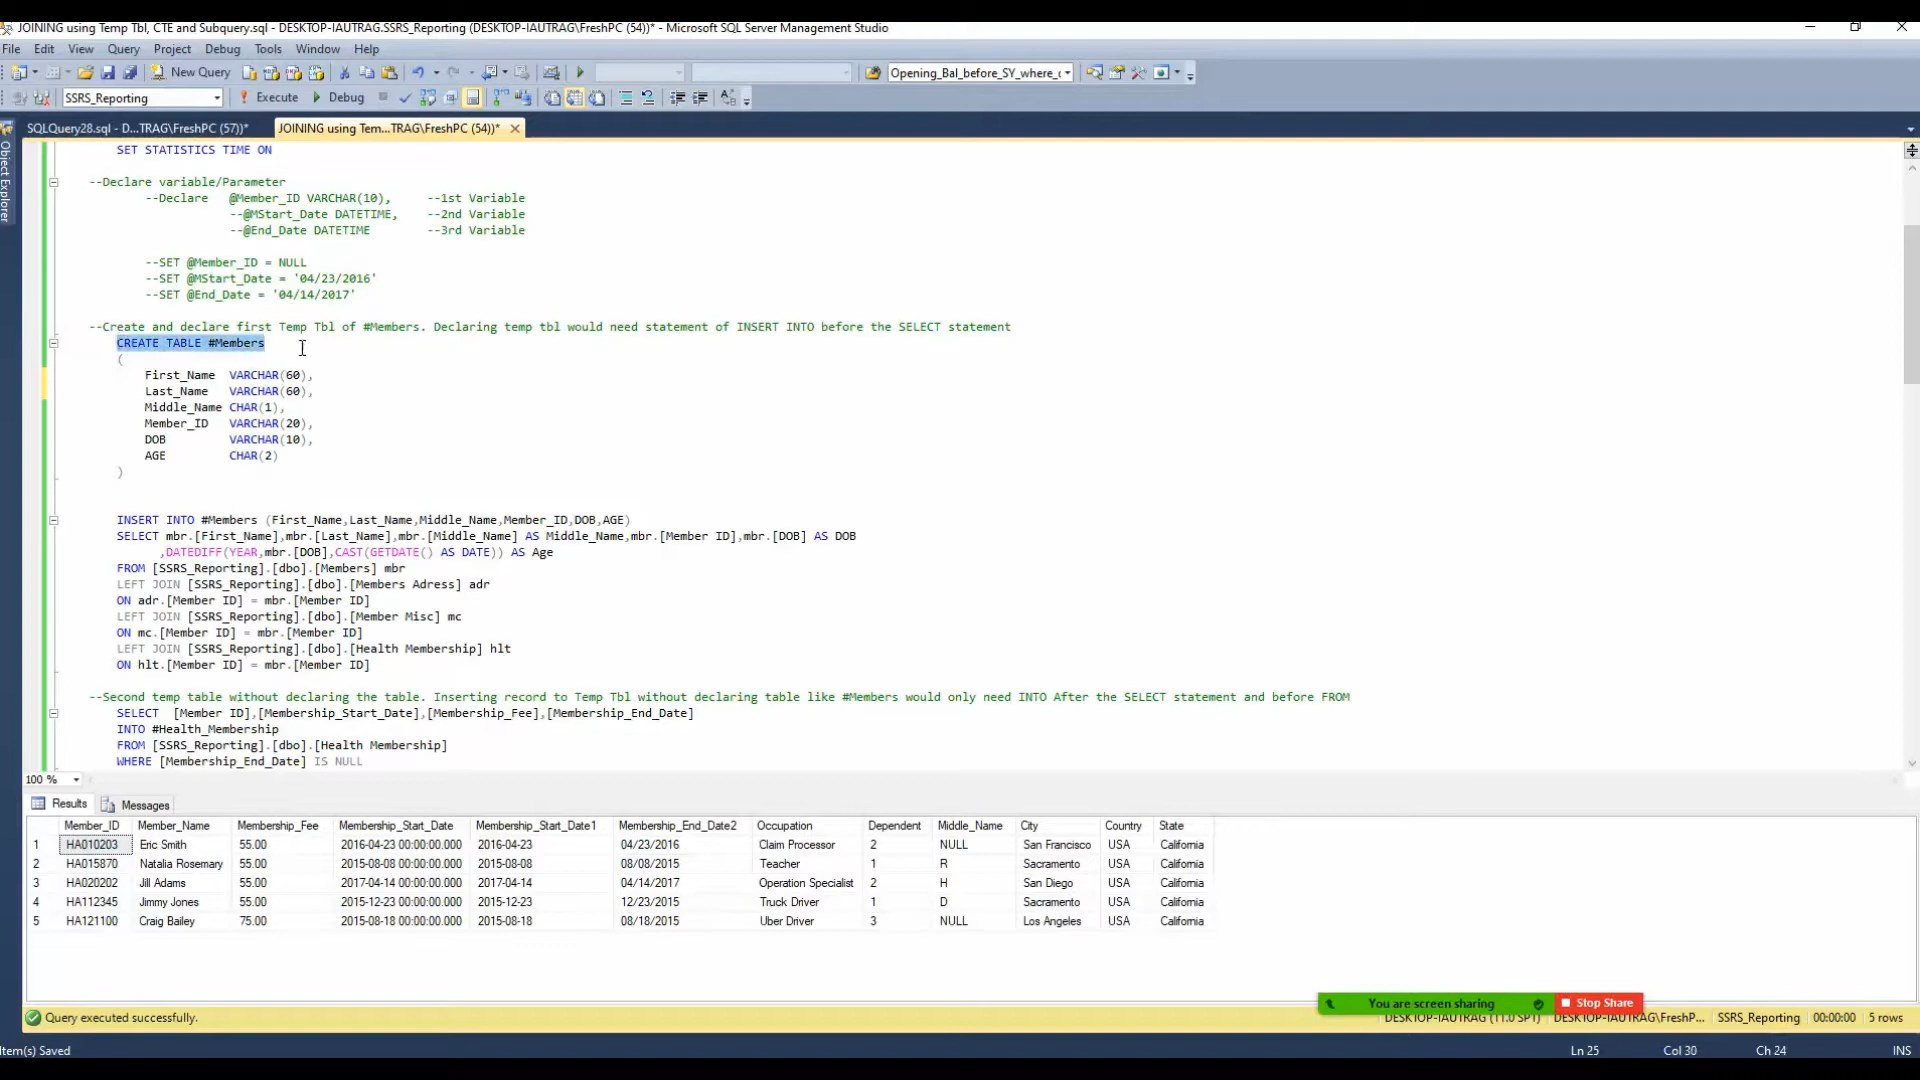 JOINING using Temp Tbl, CTE and Subquery.sql - DESKTOP-IAUTRAG.SSRS_Reporting (DESKTOP-IAUTRAG\FreshPC (54))* - Microsoft SQL Server Management Studio
File Edit View Query Project Debug Tools Window Help
New Query Opening_Bal_before_SY_where_c
SSRS_Reporting Execute Debug
SQLQuery28.sql - D...TRAG\FreshPC (57))* JOINING using Tem...TRAG\FreshPC (54))*
Object Explorer
SET STATISTICS TIME ON
--Declare variable/Parameter
--Declare @Member_ID VARCHAR(10), --1st Variable
--@MStart_Date DATETIME, --2nd Variable
--@End_Date DATETIME --3rd Variable
--SET @Member_ID = NULL
--SET @MStart_Date = '04/23/2016'
--SET @End_Date = '04/14/2017'
--Create and declare first Temp Tbl of #Members. Declaring temp tbl would need statement of INSERT INTO before the SELECT statement
CREATE TABLE #Members
(
First_Name VARCHAR(60),
Last_Name VARCHAR(60),
Middle_Name CHAR(1),
Member_ID VARCHAR(20),
DOB VARCHAR(10),
AGE CHAR(2)
)
INSERT INTO #Members (First_Name,Last_Name,Middle_Name,Member_ID,DOB,AGE)
SELECT mbr.[First_Name],mbr.[Last_Name],mbr.[Middle_Name] AS Middle_Name,mbr.[Member ID],mbr.[DOB] AS DOB
,DATEDIFF(YEAR,mbr.[DOB],CAST(GETDATE() AS DATE)) AS Age
FROM [SSRS_Reporting].[dbo].[Members] mbr
LEFT JOIN [SSRS_Reporting].[dbo].[Members Adress] adr
ON adr.[Member ID] = mbr.[Member ID]
LEFT JOIN [SSRS_Reporting].[dbo].[Member Misc] mc
ON mc.[Member ID] = mbr.[Member ID]
LEFT JOIN [SSRS_Reporting].[dbo].[Health Membership] hlt
ON hlt.[Member ID] = mbr.[Member ID]
--Second temp table without declaring the table. Inserting record to Temp Tbl without declaring table like #Members would only need INTO After the SELECT statement and before FROM
SELECT [Member ID],[Membership_Start_Date],[Membership_Fee],[Membership_End_Date]
INTO #Health_Membership
FROM [SSRS_Reporting].[dbo].[Health Membership]
WHERE [Membership_End_Date] IS NULL
100 %
Results Messages
Member_ID Member_Name Membership_Fee Membership_Start_Date Membership_Start_Date1 Membership_End_Date2 Occupation Dependent Middle_Name City Country State
1 HA010203 Eric Smith 55.00 2016-04-23 00:00:00.000 2016-04-23 04/23/2016 Claim Processor 2 NULL San Francisco USA California
2 HA015870 Natalia Rosemary 55.00 2015-08-08 00:00:00.000 2015-08-08 08/08/2015 Teacher 1 R Sacramento USA California
3 HA020202 Jill Adams 55.00 2017-04-14 00:00:00.000 2017-04-14 04/14/2017 Operation Specialist 2 H San Diego USA California
4 HA112345 Jimmy Jones 55.00 2015-12-23 00:00:00.000 2015-12-23 12/23/2015 Truck Driver 1 D Sacramento USA California
5 HA121100 Craig Bailey 75.00 2015-08-18 00:00:00.000 2015-08-18 08/18/2015 Uber Driver 3 NULL Los Angeles USA California
You are screen sharing Stop Share
Query executed successfully. DESKTOP-IAUTRAG (11.0 SP1) DESKTOP-IAUTRAG\FreshP... SSRS_Reporting 00:00:00 5 rows
Item(s) Saved Ln 25 Col 30 Ch 24 INS